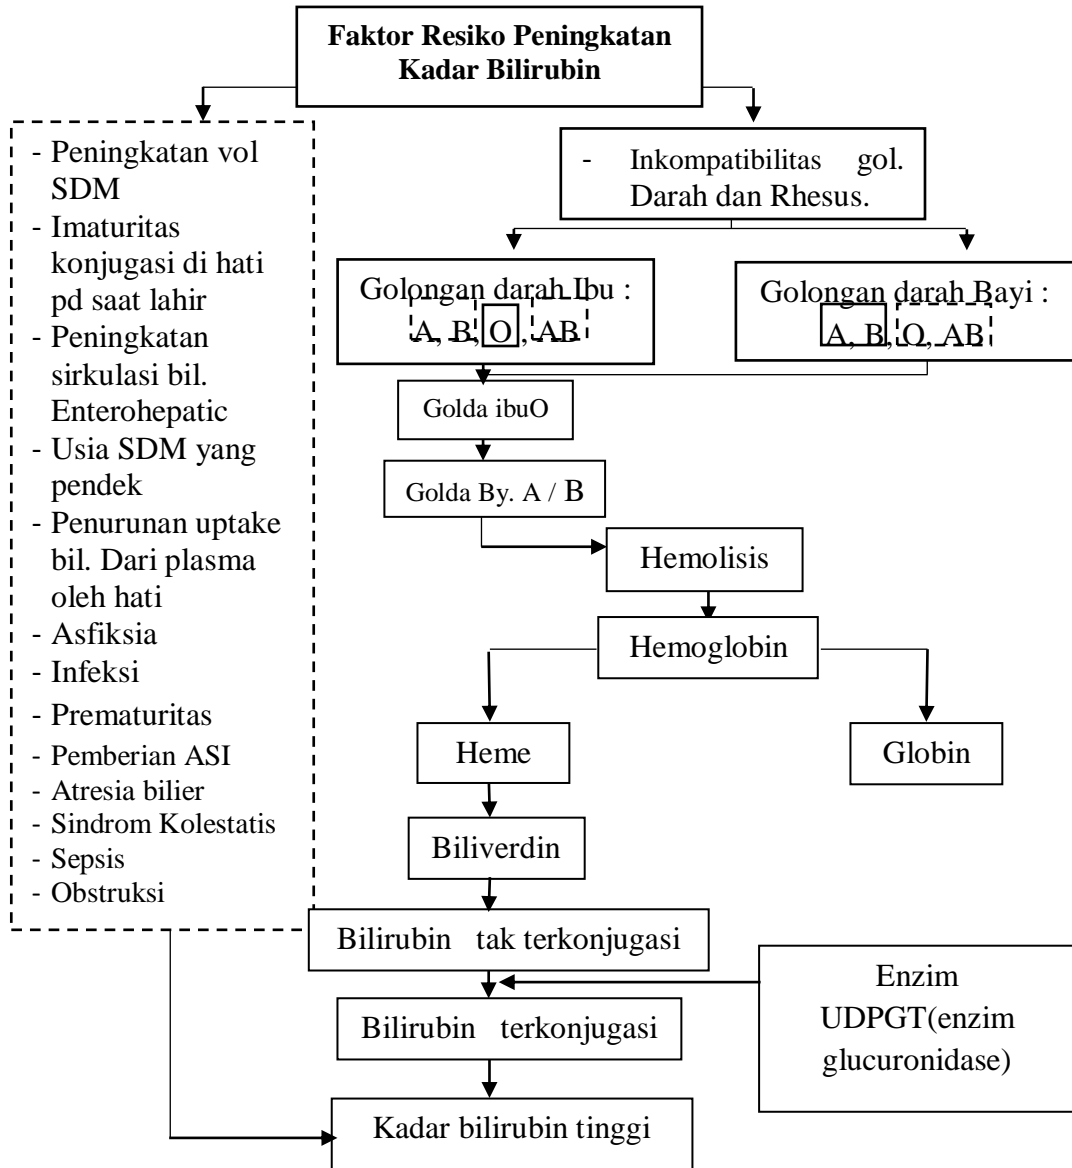 Faktor Resiko Peningkatan
Kadar Bilirubin
- Peningkatan vol
SDM
- Imaturitas
konjugasi di hati
pd saat lahir
- Peningkatan
sirkulasi bil.
Enterohepatic
- Usia SDM yang
pendek
- Penurunan uptake
bil. Dari plasma
oleh hati
- Asfiksia
- Infeksi
- Prematuritas
- Pemberian ASI
- Atresia bilier
- Sindrom Kolestatis
- Sepsis
- Obstruksi
- Inkompatibilitas gol.
Darah dan Rhesus.
Golongan darah Ibu :
A, B, O , AB
Golongan darah Bayi :
A, B, O, AB
Golda ibuO
Golda By. A / B
Hemolisis
Hemoglobin
Heme
Globin
Biliverdin
Bilirubin tak terkonjugasi
Enzim
UDPGT(enzim
glucuronidase)
Bilirubin terkonjugasi
Kadar bilirubin tinggi